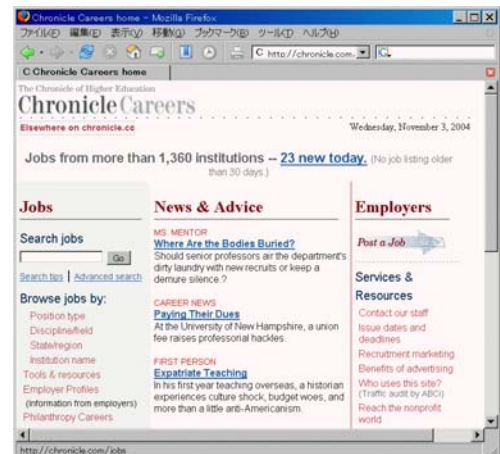 Chronicle Careers home - Mozilla Firefox
ファイル(F) 編集(E) 表示(V) 移動(G) ブックマーク(B) ツール(T) ヘルプ(H)
C http://chronicle.com.
C Chronicle Careers home
The Chronicle of Higher Education
Chronicle Careers
Elsewhere on chronicle.cc
Wednesday, November 3, 2004
Jobs from more than 1,360 institutions -- 23 new today. (No job listing older
than 30 days.)
Jobs
Search jobs
Go
Search tips | Advanced search
Browse jobs by:
Position type
Discipline/field
State/region
Institution name
Tools & resources
Employer Profiles
(information from employers)
Philanthropy Careers
News & Advice
MS. MENTOR
Where Are the Bodies Buried?
Should senior professors air the department's
dirty laundry with new recruits or keep a
demure silence.?
CAREER NEWS
Paying Their Dues
At the University of New Hampshire, a union
fee raises professorial hackles.
FIRST PERSON
Expatriate Teaching
In his first year teaching overseas, a historian
experiences culture shock, budget woes, and
more than a little anti-Americanism.
Employers
Post a Job
Services &
Resources
Contact our staff
Issue dates and
deadlines
Recruitment marketing
Benefits of advertising
Who uses this site?
(Traffic audit by ABCI)
Reach the nonprofit
world
http://chronicle.com/jobs